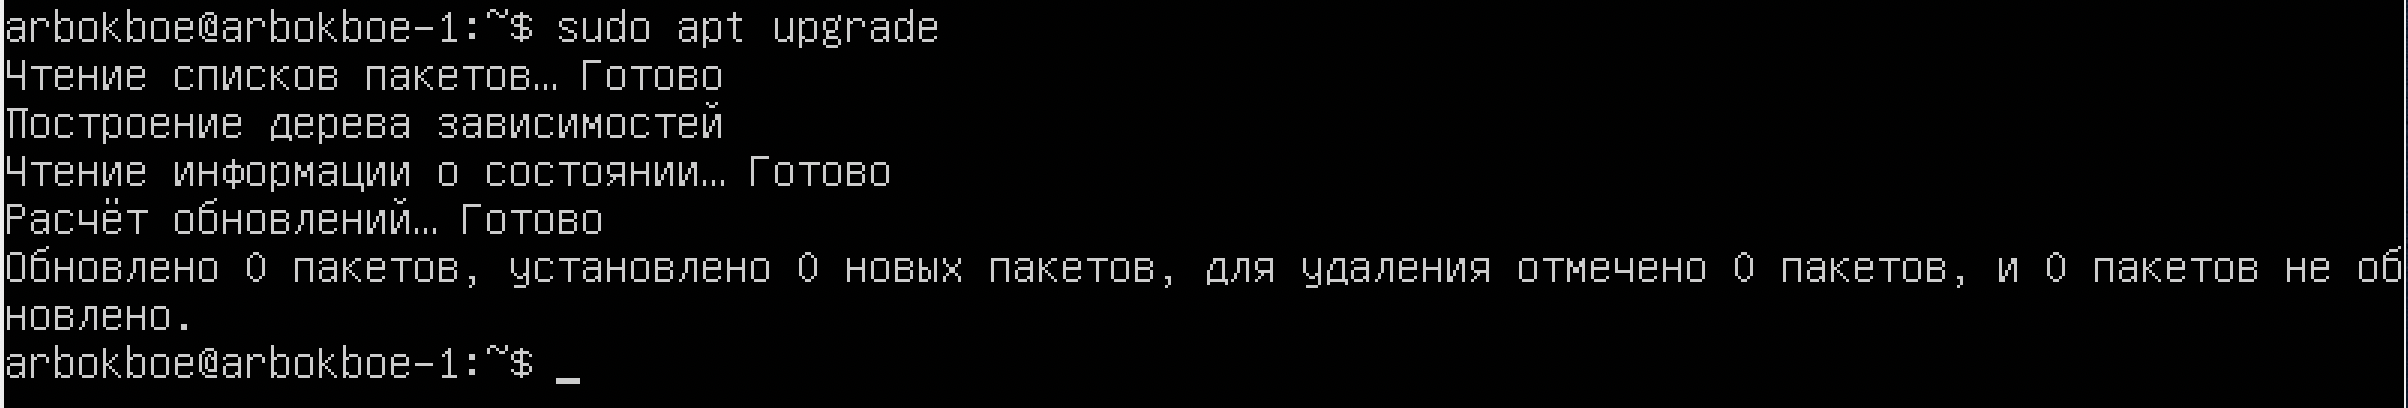 arbokboe@arbokboe-1:~$ sudo apt upgrade
Чтение списков пакетов… Готово
Построение дерева зависимостей
Чтение информации о состоянии… Готово
Расчёт обновлений… Готово
Обновлено 0 пакетов, установлено 0 новых пакетов, для удаления отмечено 0 пакетов, и 0 пакетов не об
новлено.
arbokboe@arbokboe-1:~$ _